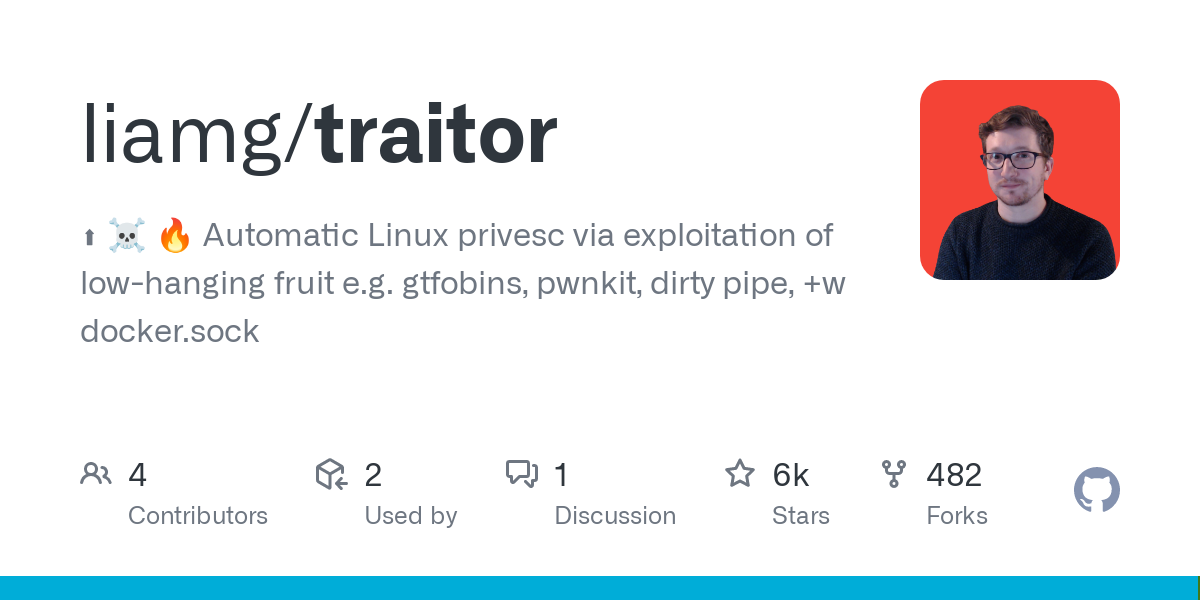 liamg/traitor
⬆️ ☠️ 🔥 Automatic Linux privesc via exploitation of
low-hanging fruit e.g. gtfobins, pwnkit, dirty pipe, +w
docker.sock
4 2 1 6k 482
Contributors Used by Discussion Stars Forks